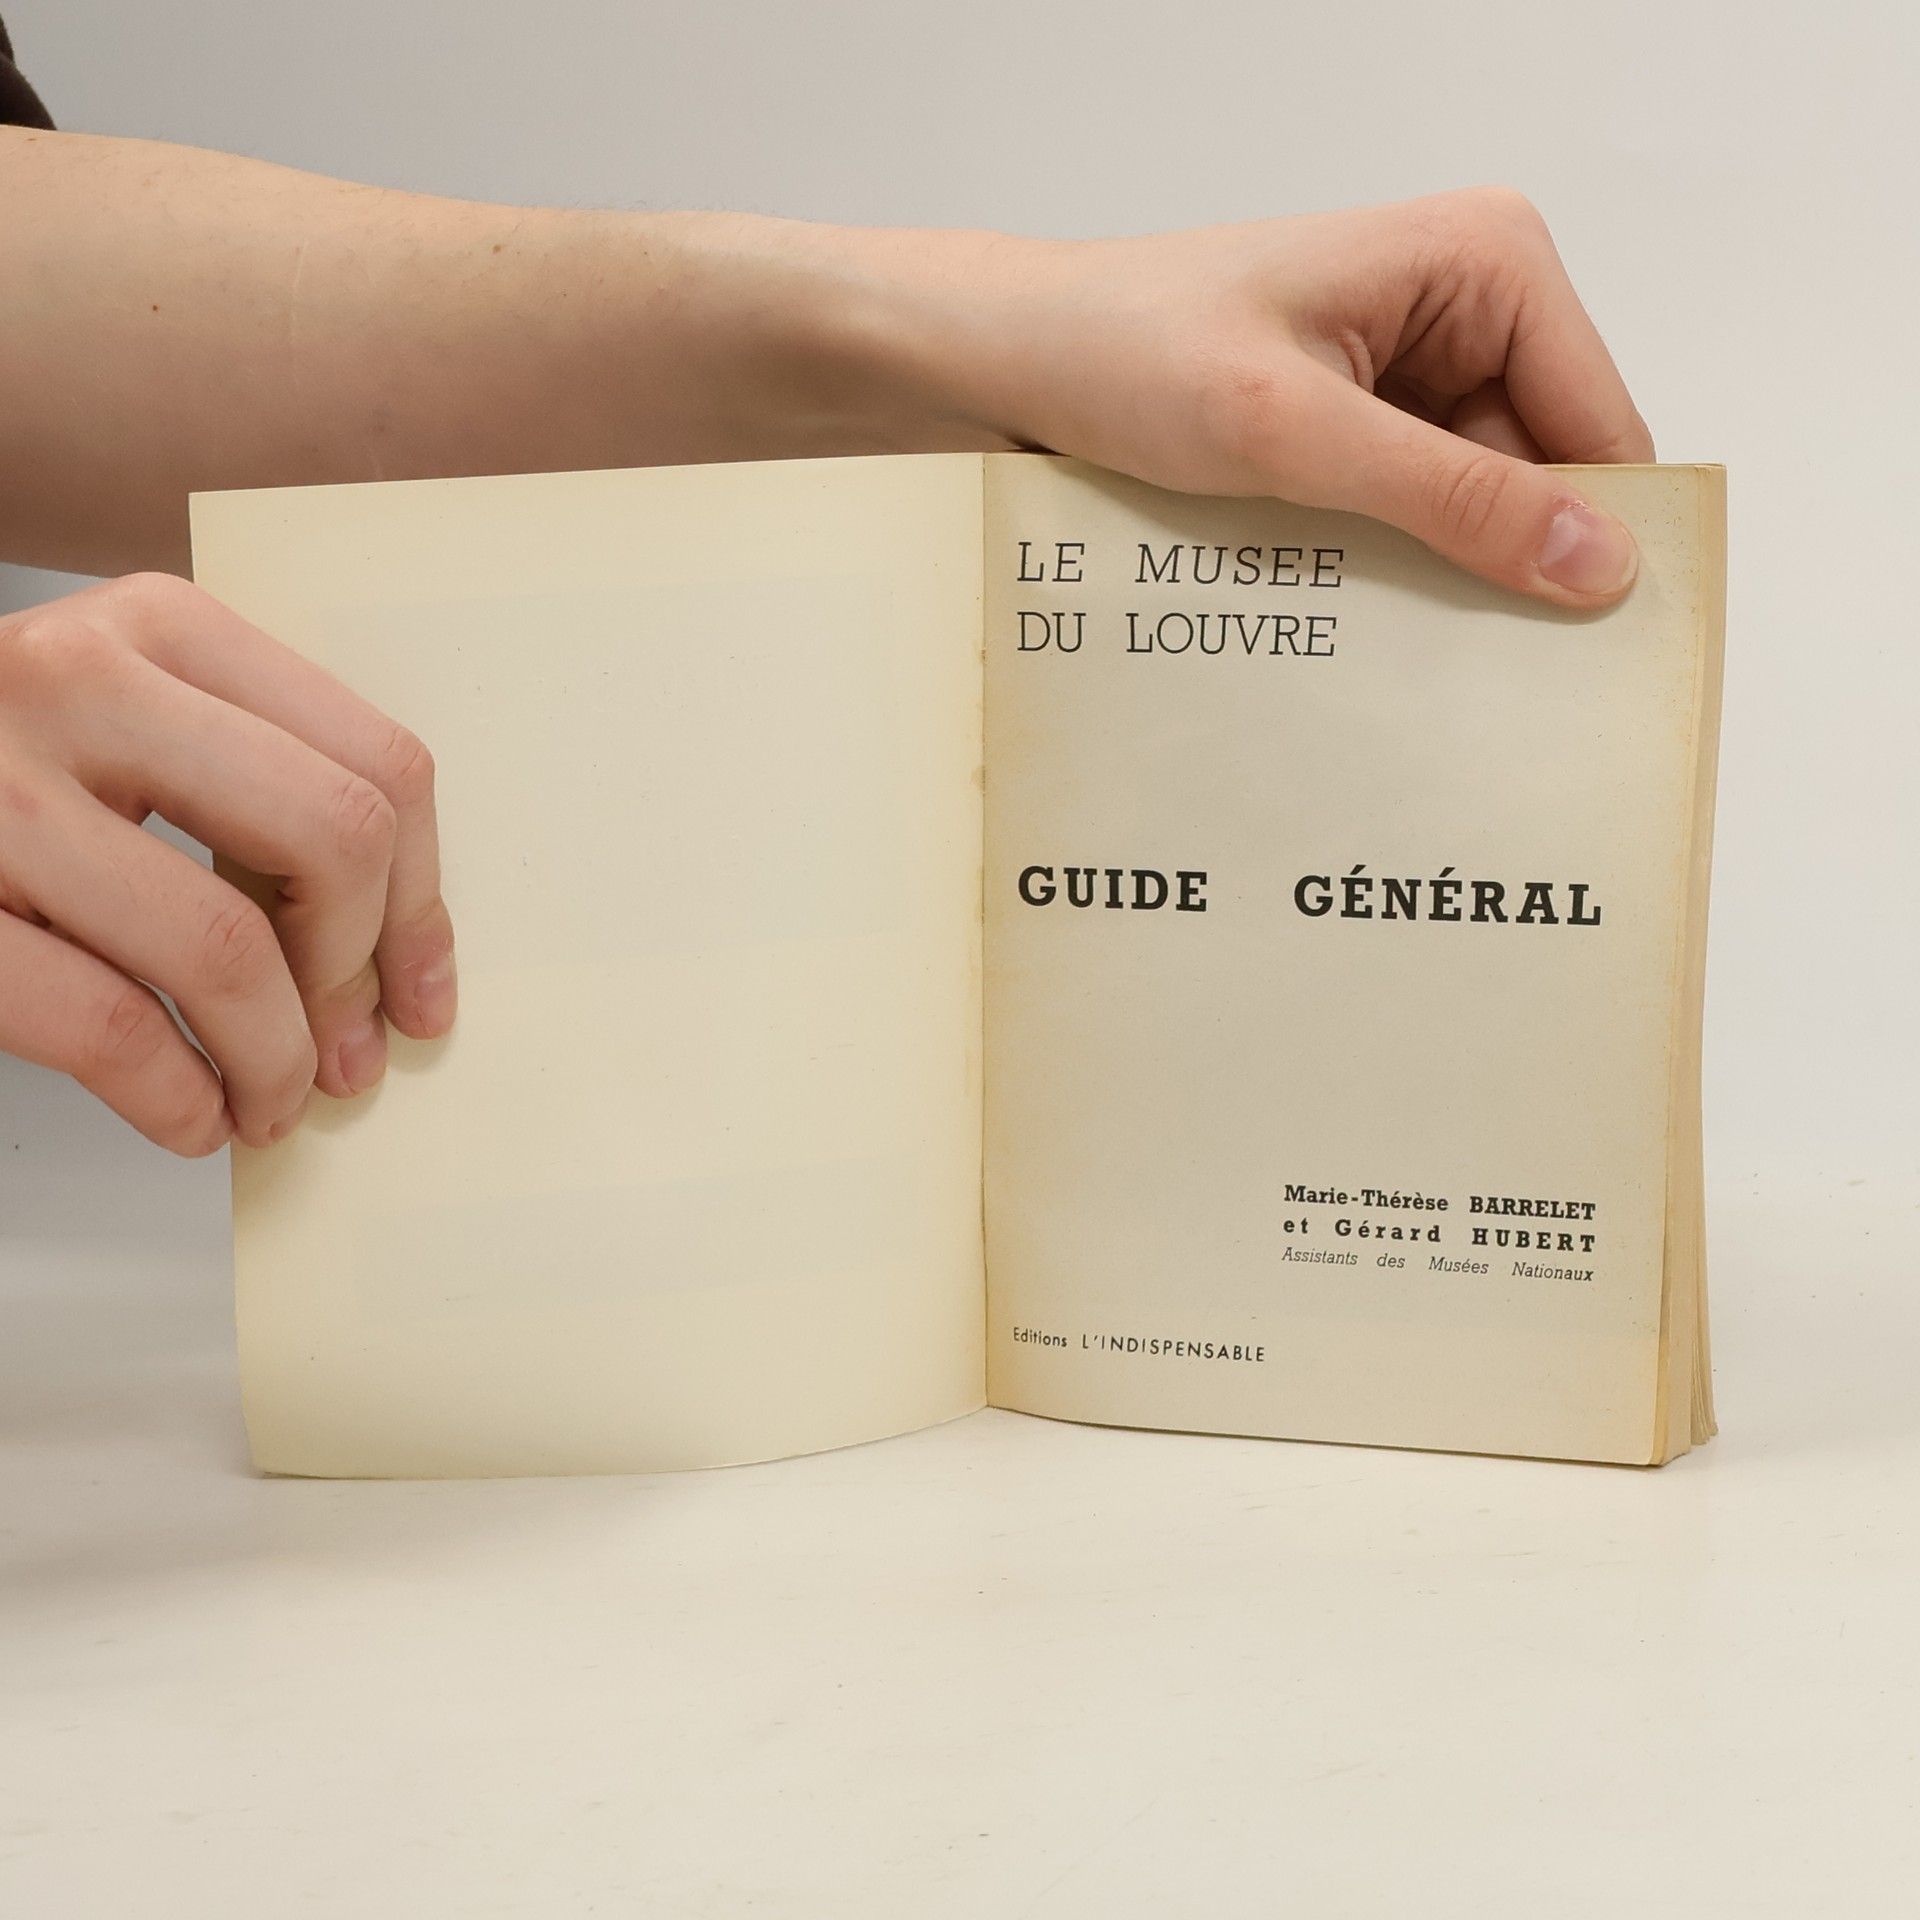 LE MUSEE
DU LOUVRE
GUIDE GÉNÉRAL
Marie-Thérèse BARRELET
et Gérard HUBERT
Assistants des Musées Nationaux
Editions L'INDISPENSABLE